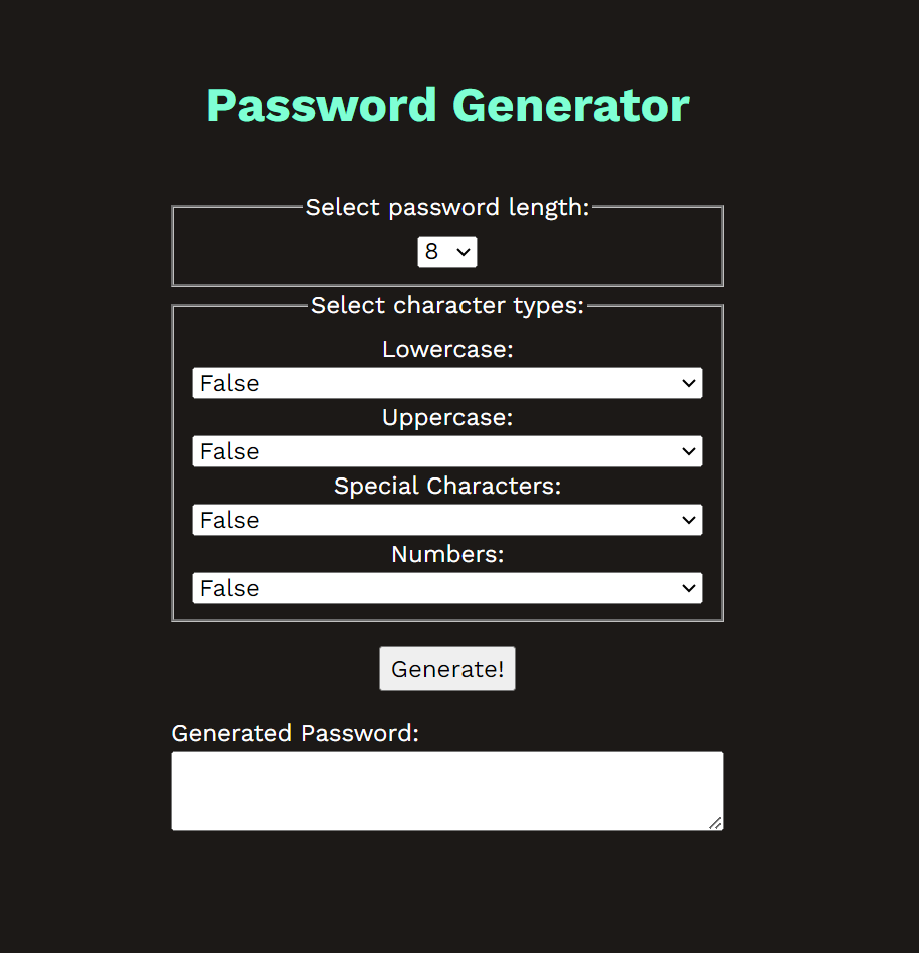 Password Generator
Select password length:
8
Select character types:
Lowercase:
False
Uppercase:
False
Special Characters:
False
Numbers:
False
Generate!
Generated Password: